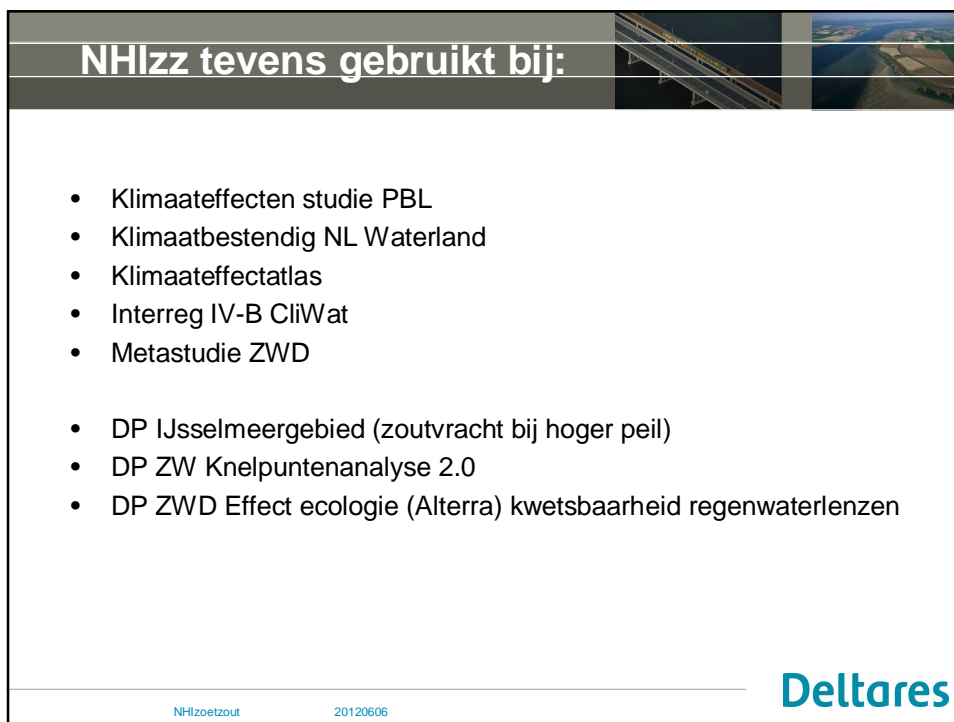 NHIzz tevens gebruikt bij:
• Klimaateffecten studie PBL
• Klimaatbestendig NL Waterland
• Klimaateffectatlas
• Interreg IV-B CliWat
• Metastudie ZWD
• DP IJsselmeergebied (zoutvracht bij hoger peil)
• DP ZW Knelpuntenanalyse 2.0
• DP ZWD Effect ecologie (Alterra) kwetsbaarheid regenwaterlenzen
NHIzoetzout 20120606
Deltares